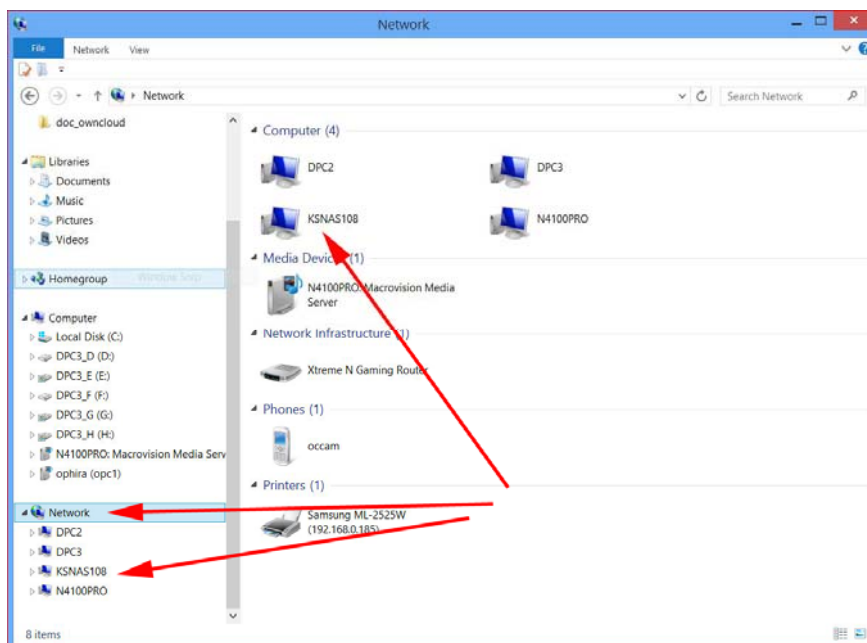 Network
File Network View
Network
Search Network
doc_owncloud
Libraries
Documents
Music
Pictures
Videos
Homegroup
Window Snip
Computer
Local Disk (C:)
DPC3_D (D:)
DPC3_E (E:)
DPC3_F (F:)
DPC3_G (G:)
DPC3_H (H:)
N4100PRO: Macrovision Media Serv
ophira (opc1)
Network
DPC2
DPC3
KSNAS108
N4100PRO
Computer (4)
DPC2 DPC3
KSNAS108 N4100PRO
Media Devices (1)
N4100PRO: Macrovision Media
Server
Network Infrastructure (1)
Xtreme N Gaming Router
Phones (1)
occam
Printers (1)
Samsung ML-2525W
(192.168.0.185)
8 items